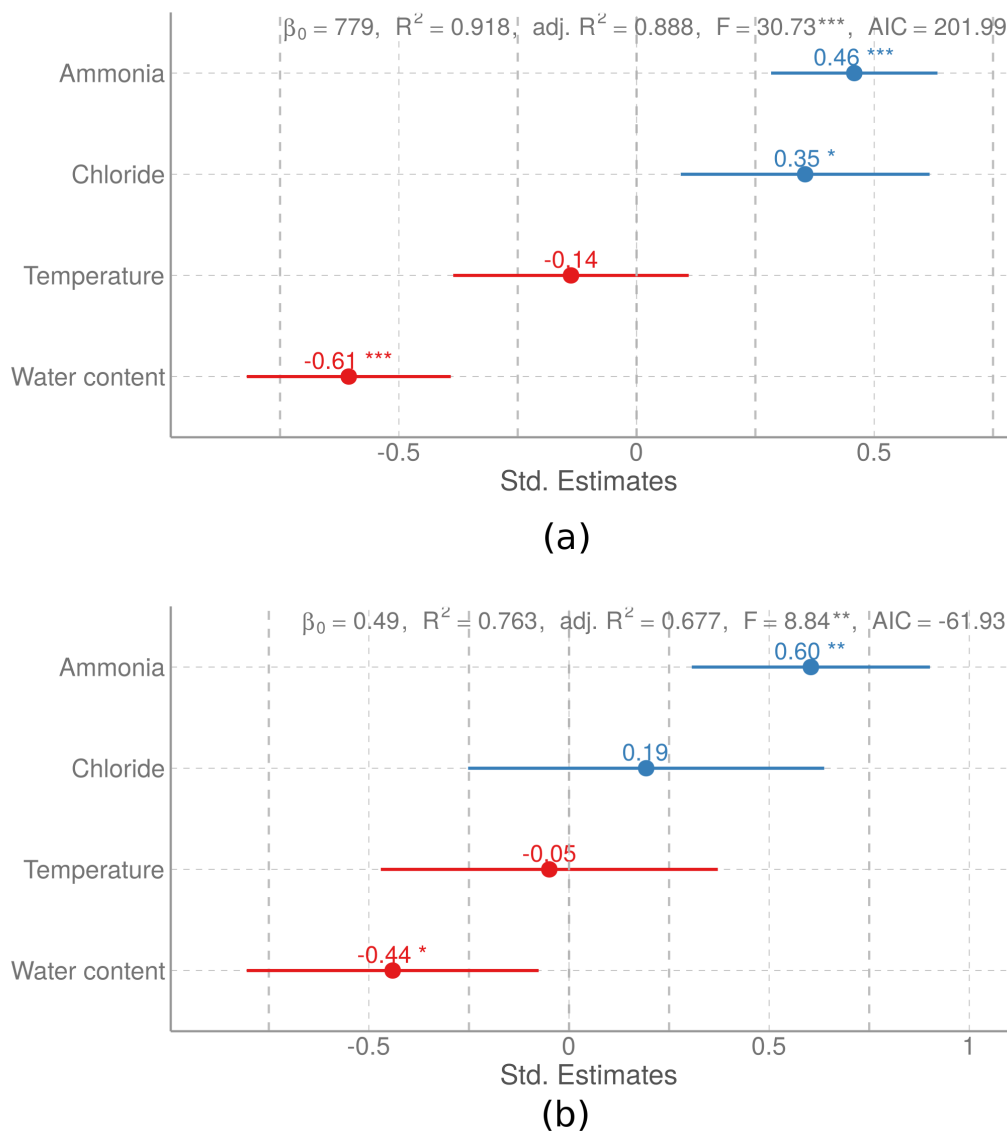 β₀ = 779, R² = 0.918, adj. R² = 0.888, F = 30.73***, AIC = 201.99
Ammonia
0.46 ***
Chloride
0.35 *
Temperature
-0.14
Water content
-0.61 ***
-0.5 0 0.5
Std. Estimates
(a)
β₀ = 0.49, R² = 0.763, adj. R² = 0.677, F = 8.84**, AIC = -61.93
Ammonia
0.60 **
Chloride
0.19
Temperature
-0.05
Water content
-0.44 *
-0.5 0 0.5 1
Std. Estimates
(b)